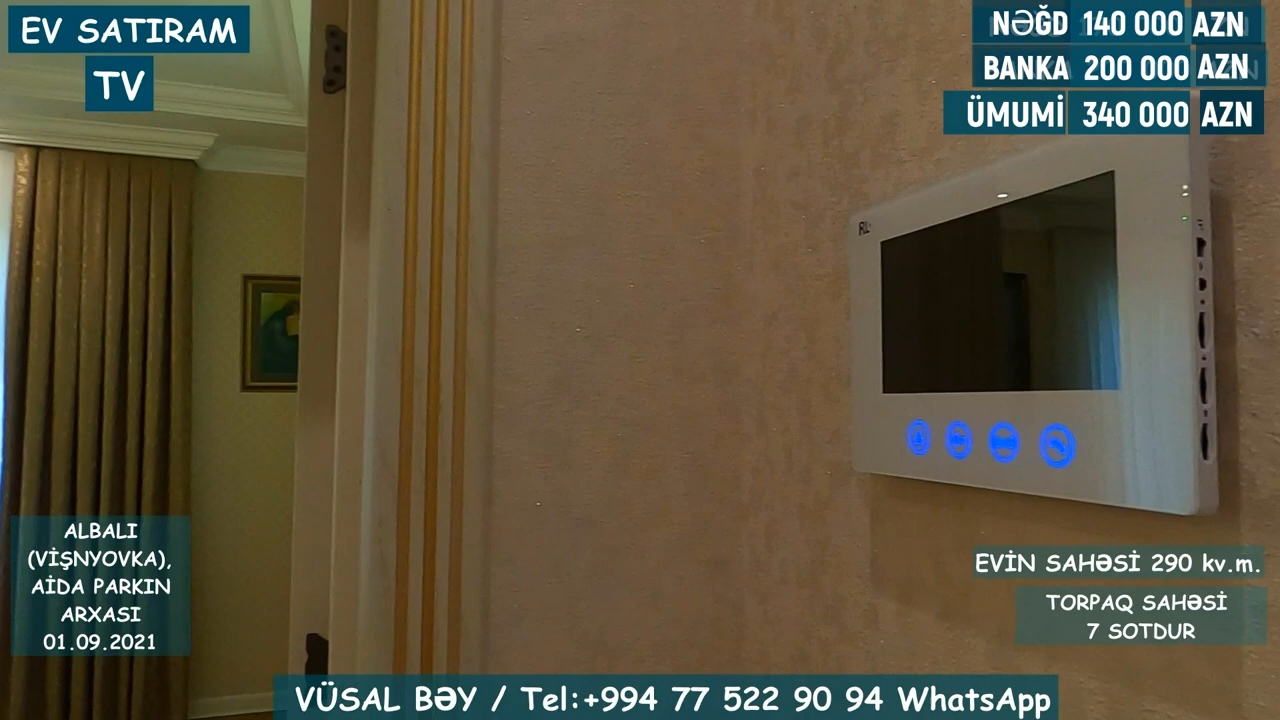 EV SATIRAM
TV
NƏĞD 140 000 AZN
BANKA 200 000 AZN
ÜMUMİ 340 000 AZN
RL
ALBALI
(VİŞNYOVKA),
AİDA PARKIN
ARXASI
01.09.2021
EVİN SAHƏSİ 290 kv.m.
TORPAQ SAHƏSİ
7 SOTDUR
VÜSAL BƏY / Tel:+994 77 522 90 94 WhatsApp